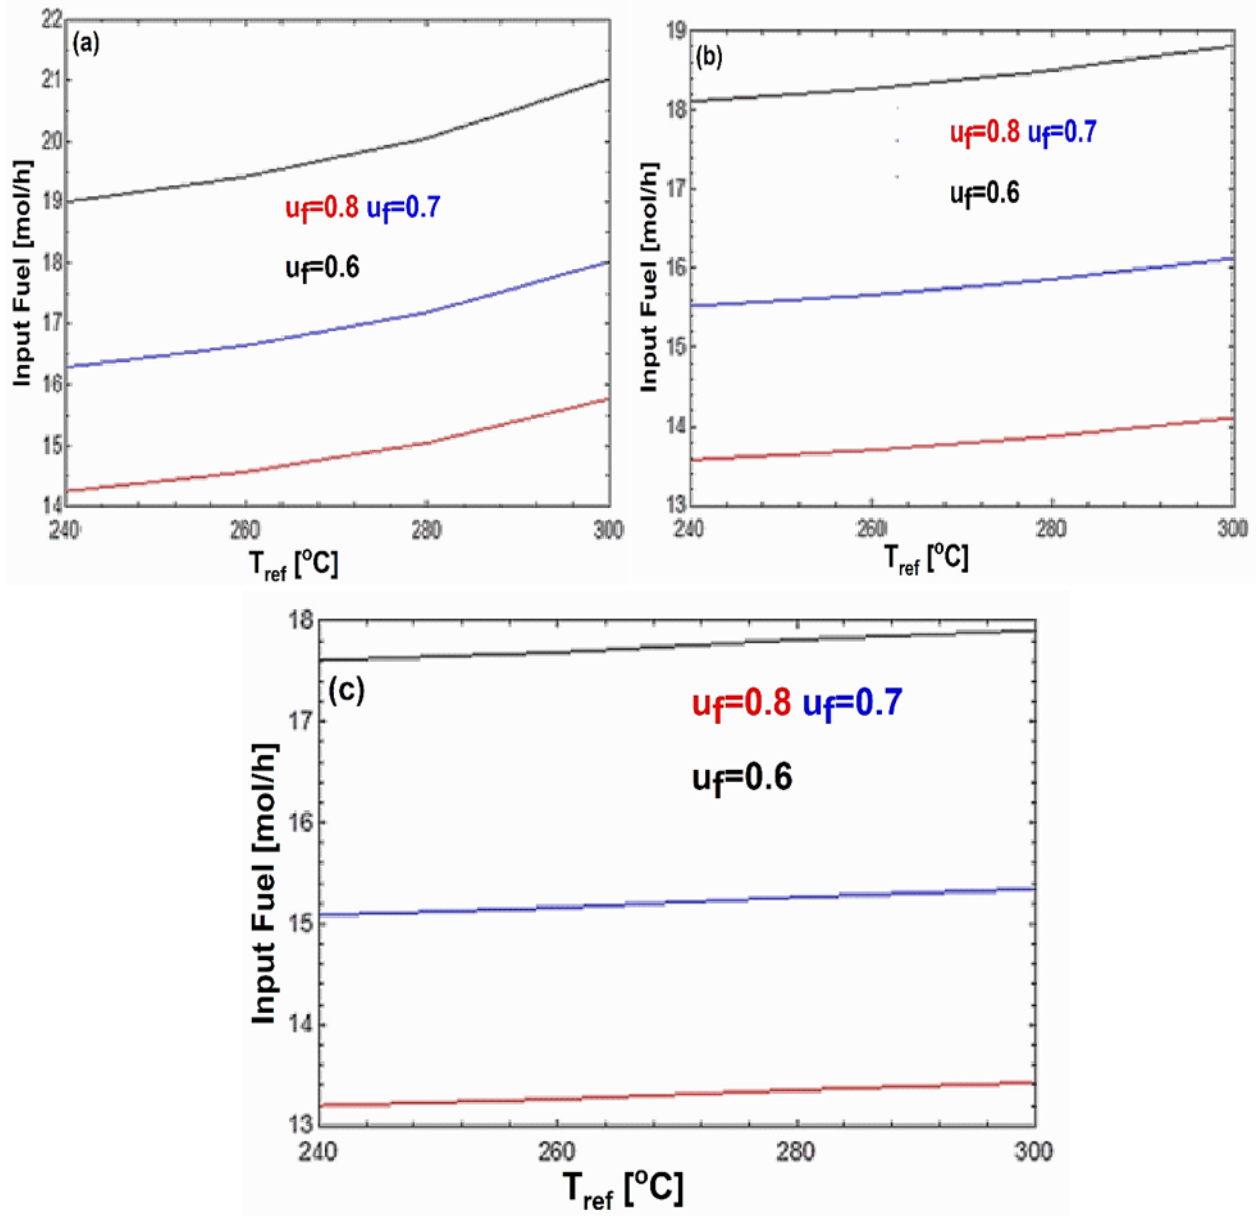 (a)
22
21
20
19
18
17
16
15
14
Input Fuel [mol/h]
uf=0.8 uf=0.7
uf=0.6
240 260 280 300
Tref [°C]
(b)
19
18
17
16
15
14
13
Input Fuel [mol/h]
uf=0.8 uf=0.7
uf=0.6
240 260 280 300
Tref [°C]
(c)
18
17
16
15
14
13
Input Fuel [mol/h]
uf=0.8 uf=0.7
uf=0.6
240 260 280 300
Tref [°C]